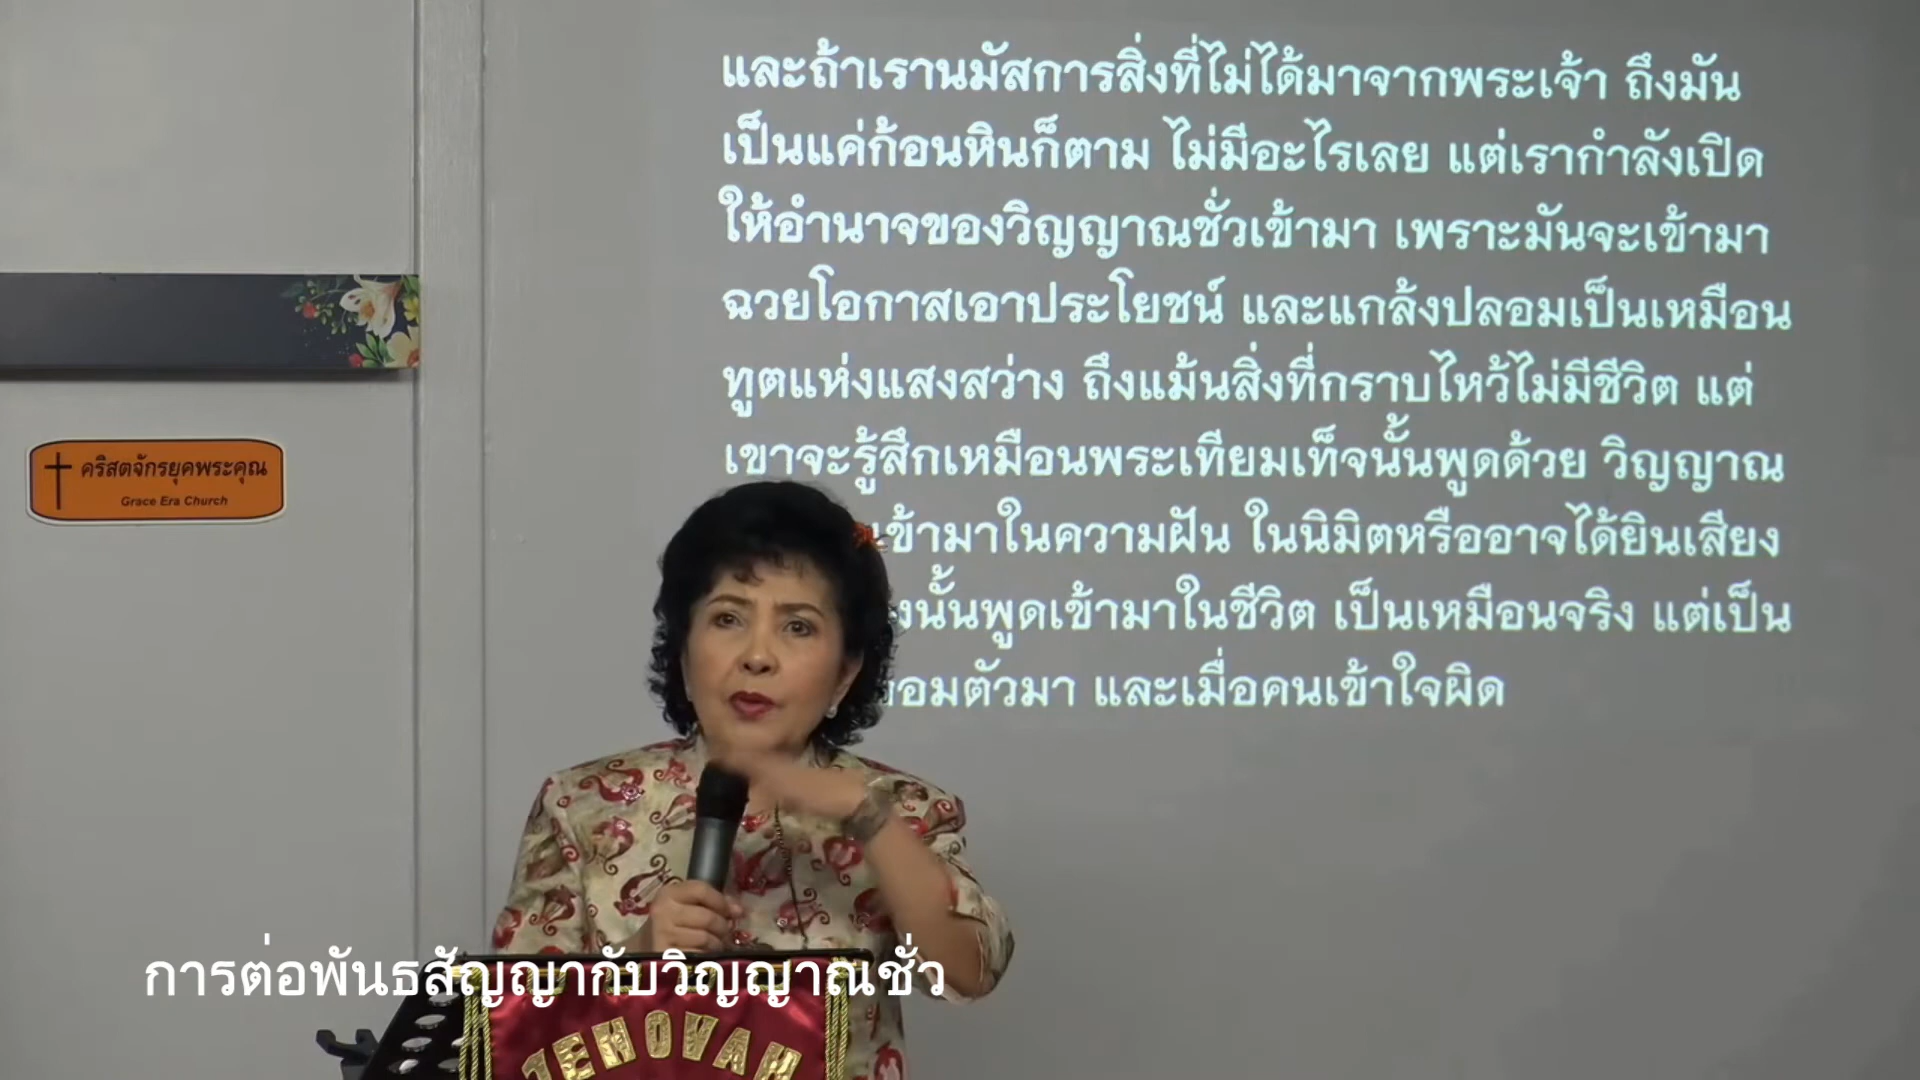 และถ้าเรานมัสการสิ่งที่ไม่ได้มาจากพระเจ้า ถึงมัน
เป็นแค่ก้อนหินก็ตาม ไม่มีอะไรเลย แต่เรากำลังเปิด
ให้อำนาจของวิญญาณชั่วเข้ามา เพราะมันจะเข้ามา
ฉวยโอกาสเอาประโยชน์ และแกล้งปลอมเป็นเหมือน
ทูตแห่งแสงสว่าง ถึงแม้นสิ่งที่กราบไหว้ไม่มีชีวิต แต่
เขาจะรู้สึกเหมือนพระเทียมเท็จนั้นพูดด้วย วิญญาณ
เข้ามาในความฝัน ในนิมิตหรืออาจได้ยินเสียง
นั้นพูดเข้ามาในชีวิต เป็นเหมือนจริง แต่เป็น
ตัวมา และเมื่อคนเข้าใจผิด
คริสตจักรยุคพระคุณ
Grace Era Church
การต่อพันธสัญญากับวิญญาณชั่ว
JEHOVAH